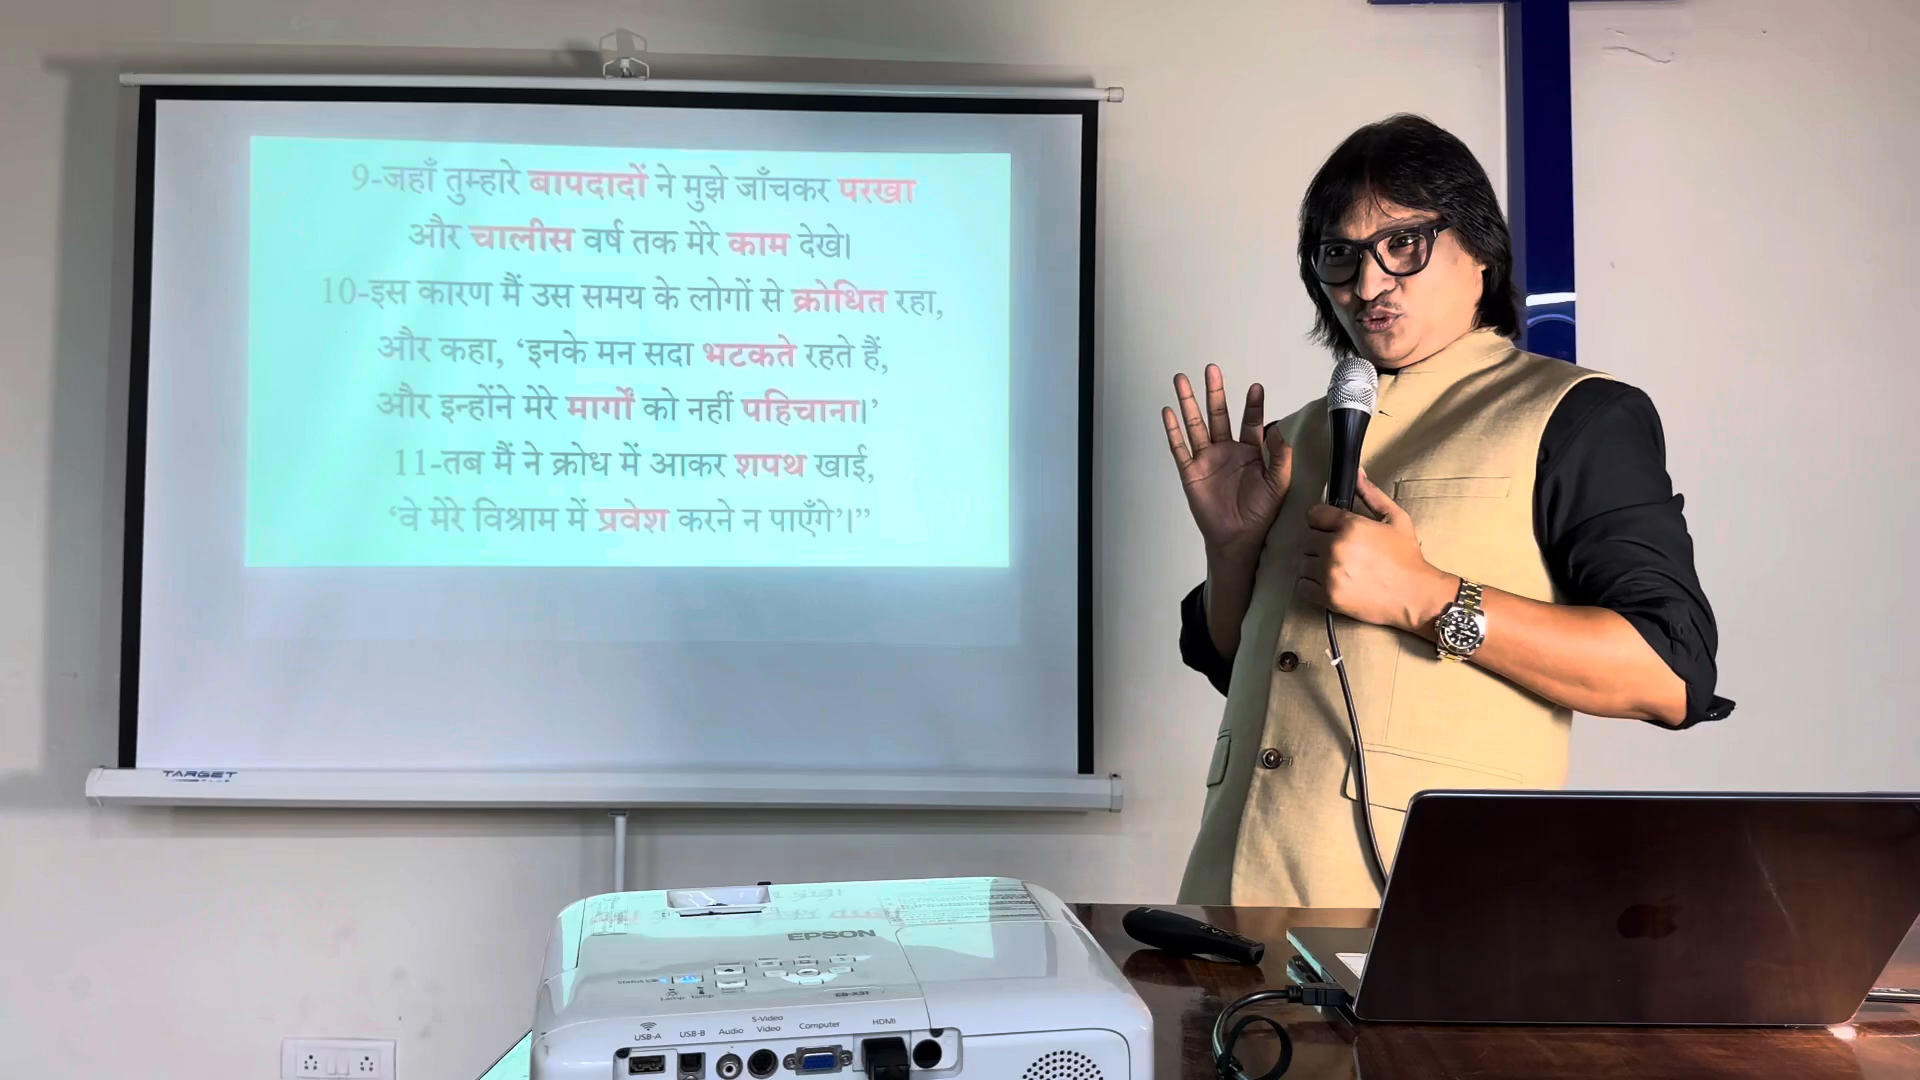 9-जहाँ तुम्हारे बापदादों ने मुझे जाँचकर परखा
और चालीस वर्ष तक मेरे काम देखे।
10-इस कारण मैं उस समय के लोगों से क्रोधित रहा,
और कहा, ‘इनके मन सदा भटकते रहते हैं,
और इन्होंने मेरे मार्गों को नहीं पहिचाना।’
11-तब मैं ने क्रोध में आकर शपथ खाई,
‘वे मेरे विश्राम में प्रवेश करने न पाएँगे’।”
TARGET
EPSON
Lamp Temp
USB-A USB-B Audio S-Video Video Computer HDMI